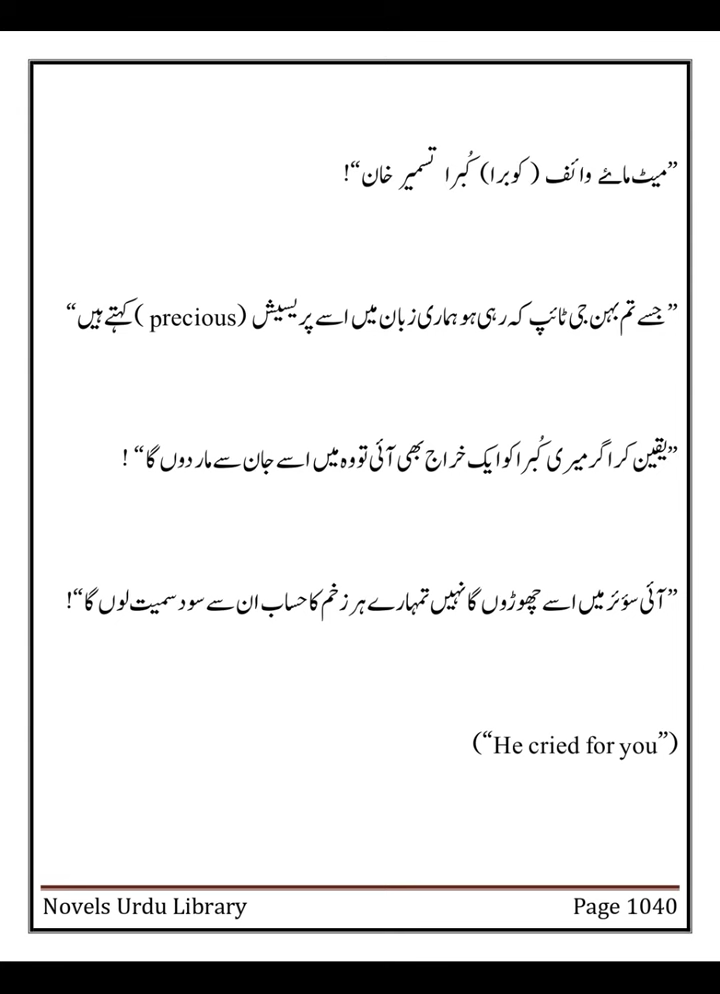 ”میٹ مائے وائف ( کوبرا) کُبرا تسمیر خان“!
” جسے تم بہن جی ٹائپ کہ رہی ہو ہماری زبان میں اسے پریسیش (precious ) کہتے ہیں“
”یقین کر اگر میری کُبرا کو ایک خراج بھی آئی تو وہ میں اسے جان سے مار دوں گا“ !
”آئی سؤئر میں اسے چھوڑوں گا نہیں تمہارے ہر زخم کا حساب ان سے سود سمیت لوں گا“!
(“He cried for you”)
Novels Urdu Library
Page 1040